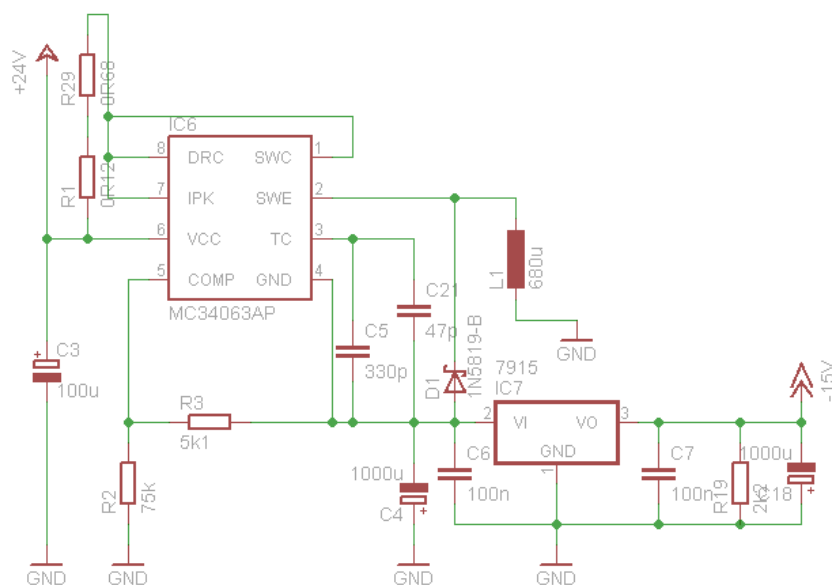 +24V
R29
0R68
R1
0R12
IC6
8
DRC
SWC
1
7
IPK
SWE
2
6
VCC
TC
3
5
COMP
GND
4
MC34063AP
C3
+
100u
C5
330p
C21
47p
L1
680u
GND
D1
1N5819-B
7915
IC7
2
VI
VO
3
GND
1
-15V
R3
5k1
R2
75k
1000u
C4
+
C6
100n
C7
100n
R19
2k2
1000u
C18
+
GND
GND
GND
GND